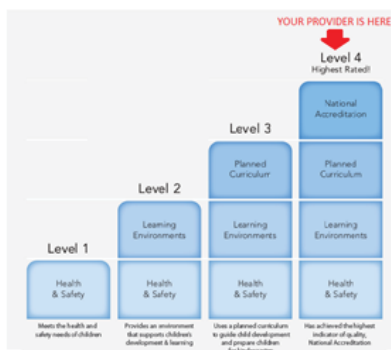 YOUR PROVIDER IS HERE
Level 4
Highest Rated!
National
Accreditation
Level 3
Planned
Curriculum
Planned
Curriculum
Level 2
Learning
Environments
Learning
Environments
Learning
Environments
Level 1
Health
& Safety
Health
& Safety
Health
& Safety
Health
& Safety
Meets the health and
safety needs of children
Provides an environment
that supports children's
development & learning
Uses a planned curriculum
to guide child development
and prepare children
Has achieved the highest
indicator of quality,
National Accreditation